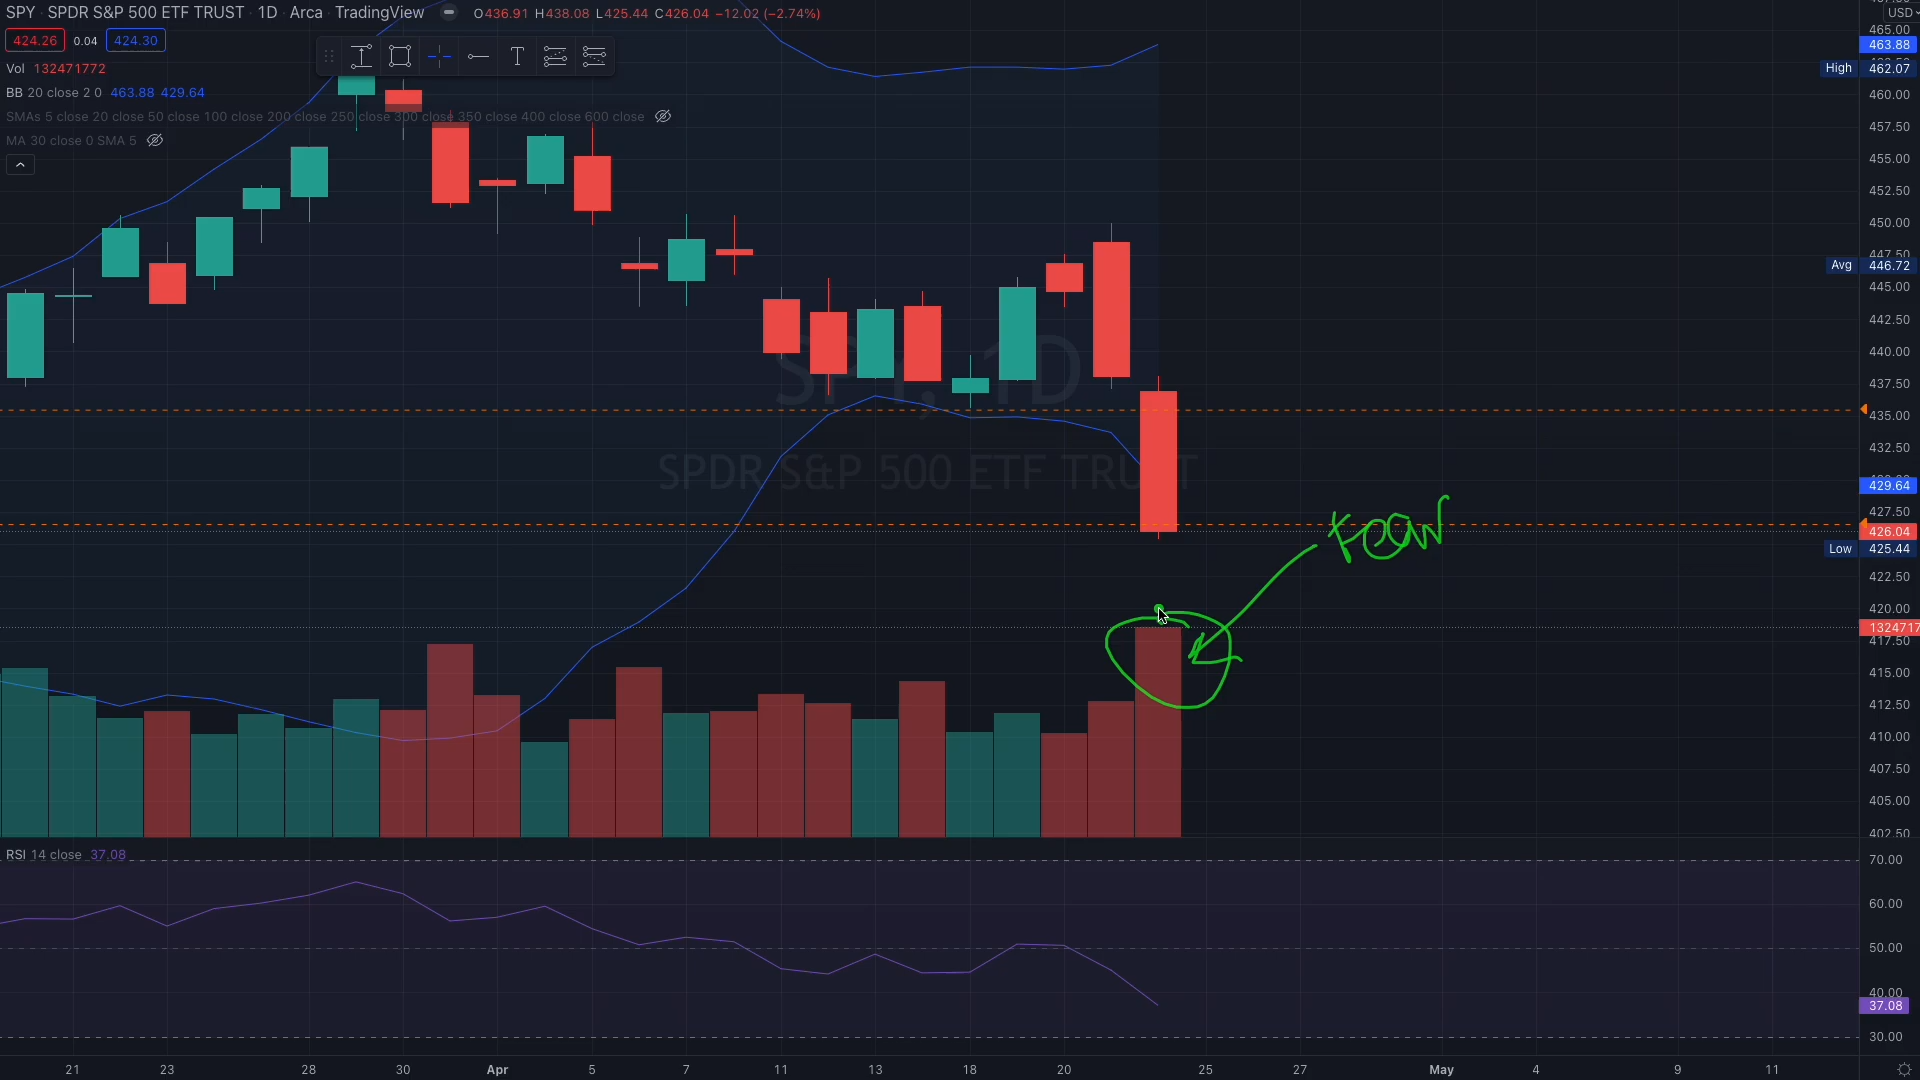 SPY · SPDR S&P 500 ETF TRUST · 1D · Arca · TradingView O436.91 H438.08 L425.44 C426.04 −12.02 (−2.74%)
424.26 0.04 424.30
Vol 132471772
BB 20 close 2 0 463.88 429.64
SMAs 5 close 20 close 50 close 100 close 200 close 250 close 300 close 350 close 400 close 600 close
MA 30 close 0 SMA 5
T
SPY, 1D
SPDR S&P 500 ETF TRUST
Fear
USD
465.00
463.88
High 462.07
460.00
457.50
455.00
452.50
450.00
447.50
Avg 446.72
445.00
442.50
440.00
437.50
435.00
432.50
429.64
427.50
426.04
Low 425.44
422.50
420.00
1324717
417.50
415.00
412.50
410.00
407.50
405.00
402.50
RSI 14 close 37.08
70.00
60.00
50.00
40.00
37.08
30.00
21 23 28 30 Apr 5 7 11 13 18 20 25 27 May 4 9 11